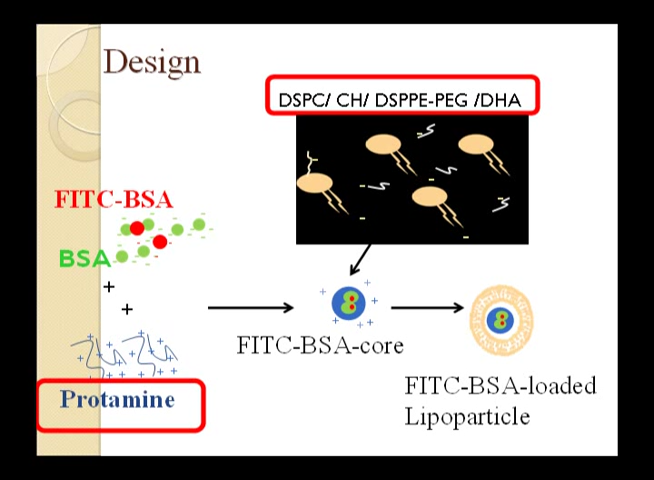 Design
DSPC/ CH/ DSPPE-PEG /DHA
FITC-BSA
BSA
+
+
FITC-BSA-core
Protamine
FITC-BSA-loaded
Lipoparticle